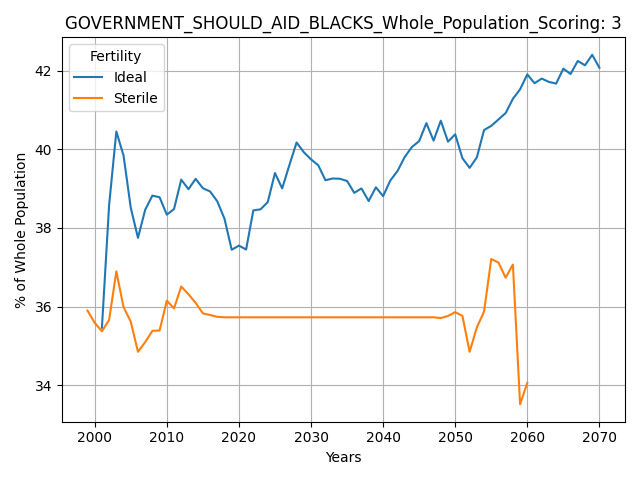 GOVERNMENT_SHOULD_AID_BLACKS_Whole_Population_Scoring: 3
Fertility
Ideal
Sterile
% of Whole Population
42
40
38
36
34
2000 2010 2020 2030 2040 2050 2060 2070
Years